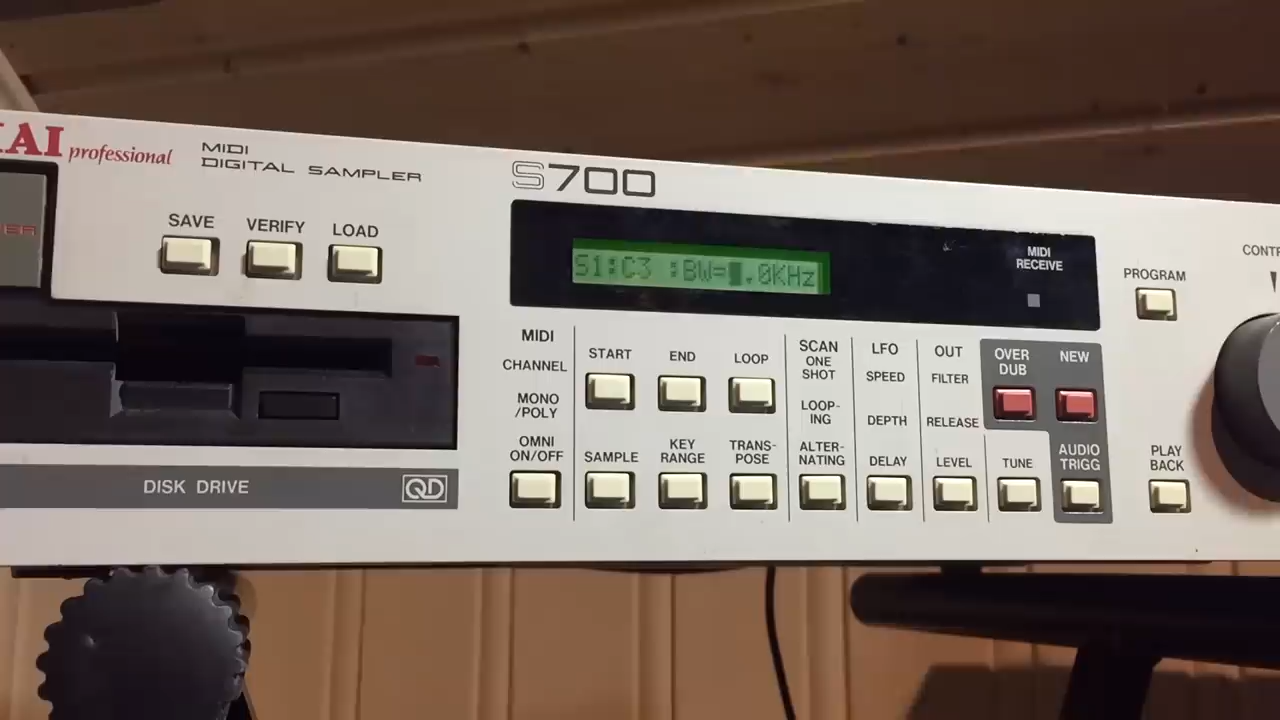 KAI professional
MIDI
DIGITAL SAMPLER
S700
SAVE
VERIFY
LOAD
S1:C3 :BW=█.0KHz
MIDI
RECEIVE
PROGRAM
MIDI
CHANNEL
MONO
/POLY
OMNI
ON/OFF
START
END
LOOP
SAMPLE
KEY
RANGE
TRANS-
POSE
SCAN
ONE
SHOT
LOOP-
ING
ALTER-
NATING
LFO
SPEED
DEPTH
DELAY
OUT
FILTER
RELEASE
LEVEL
TUNE
OVER
DUB
NEW
AUDIO
TRIGG
PLAY
BACK
DISK DRIVE
QD